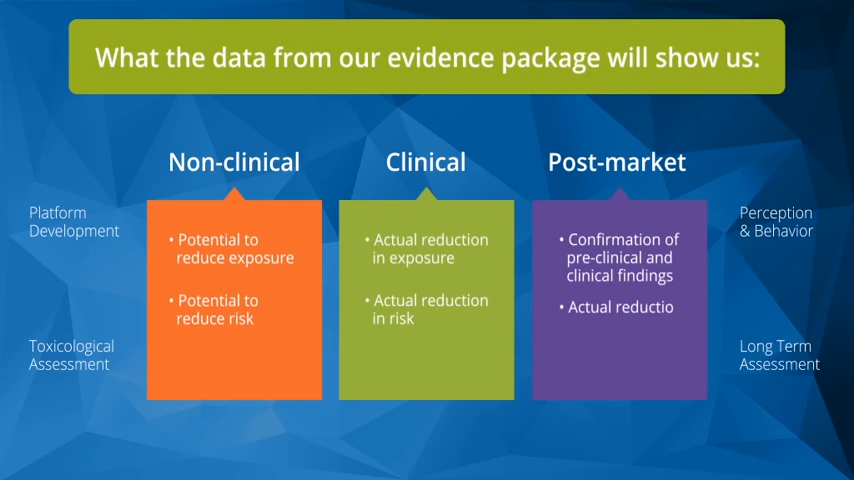 What the data from our evidence package will show us:
Non-clinical
Clinical
Post-market
Platform
Development
Toxicological
Assessment
• Potential to
reduce exposure
• Potential to
reduce risk
• Actual reduction
in exposure
• Actual reduction
in risk
• Confirmation of
pre-clinical and
clinical findings
• Actual reductio
Perception
& Behavior
Long Term
Assessment